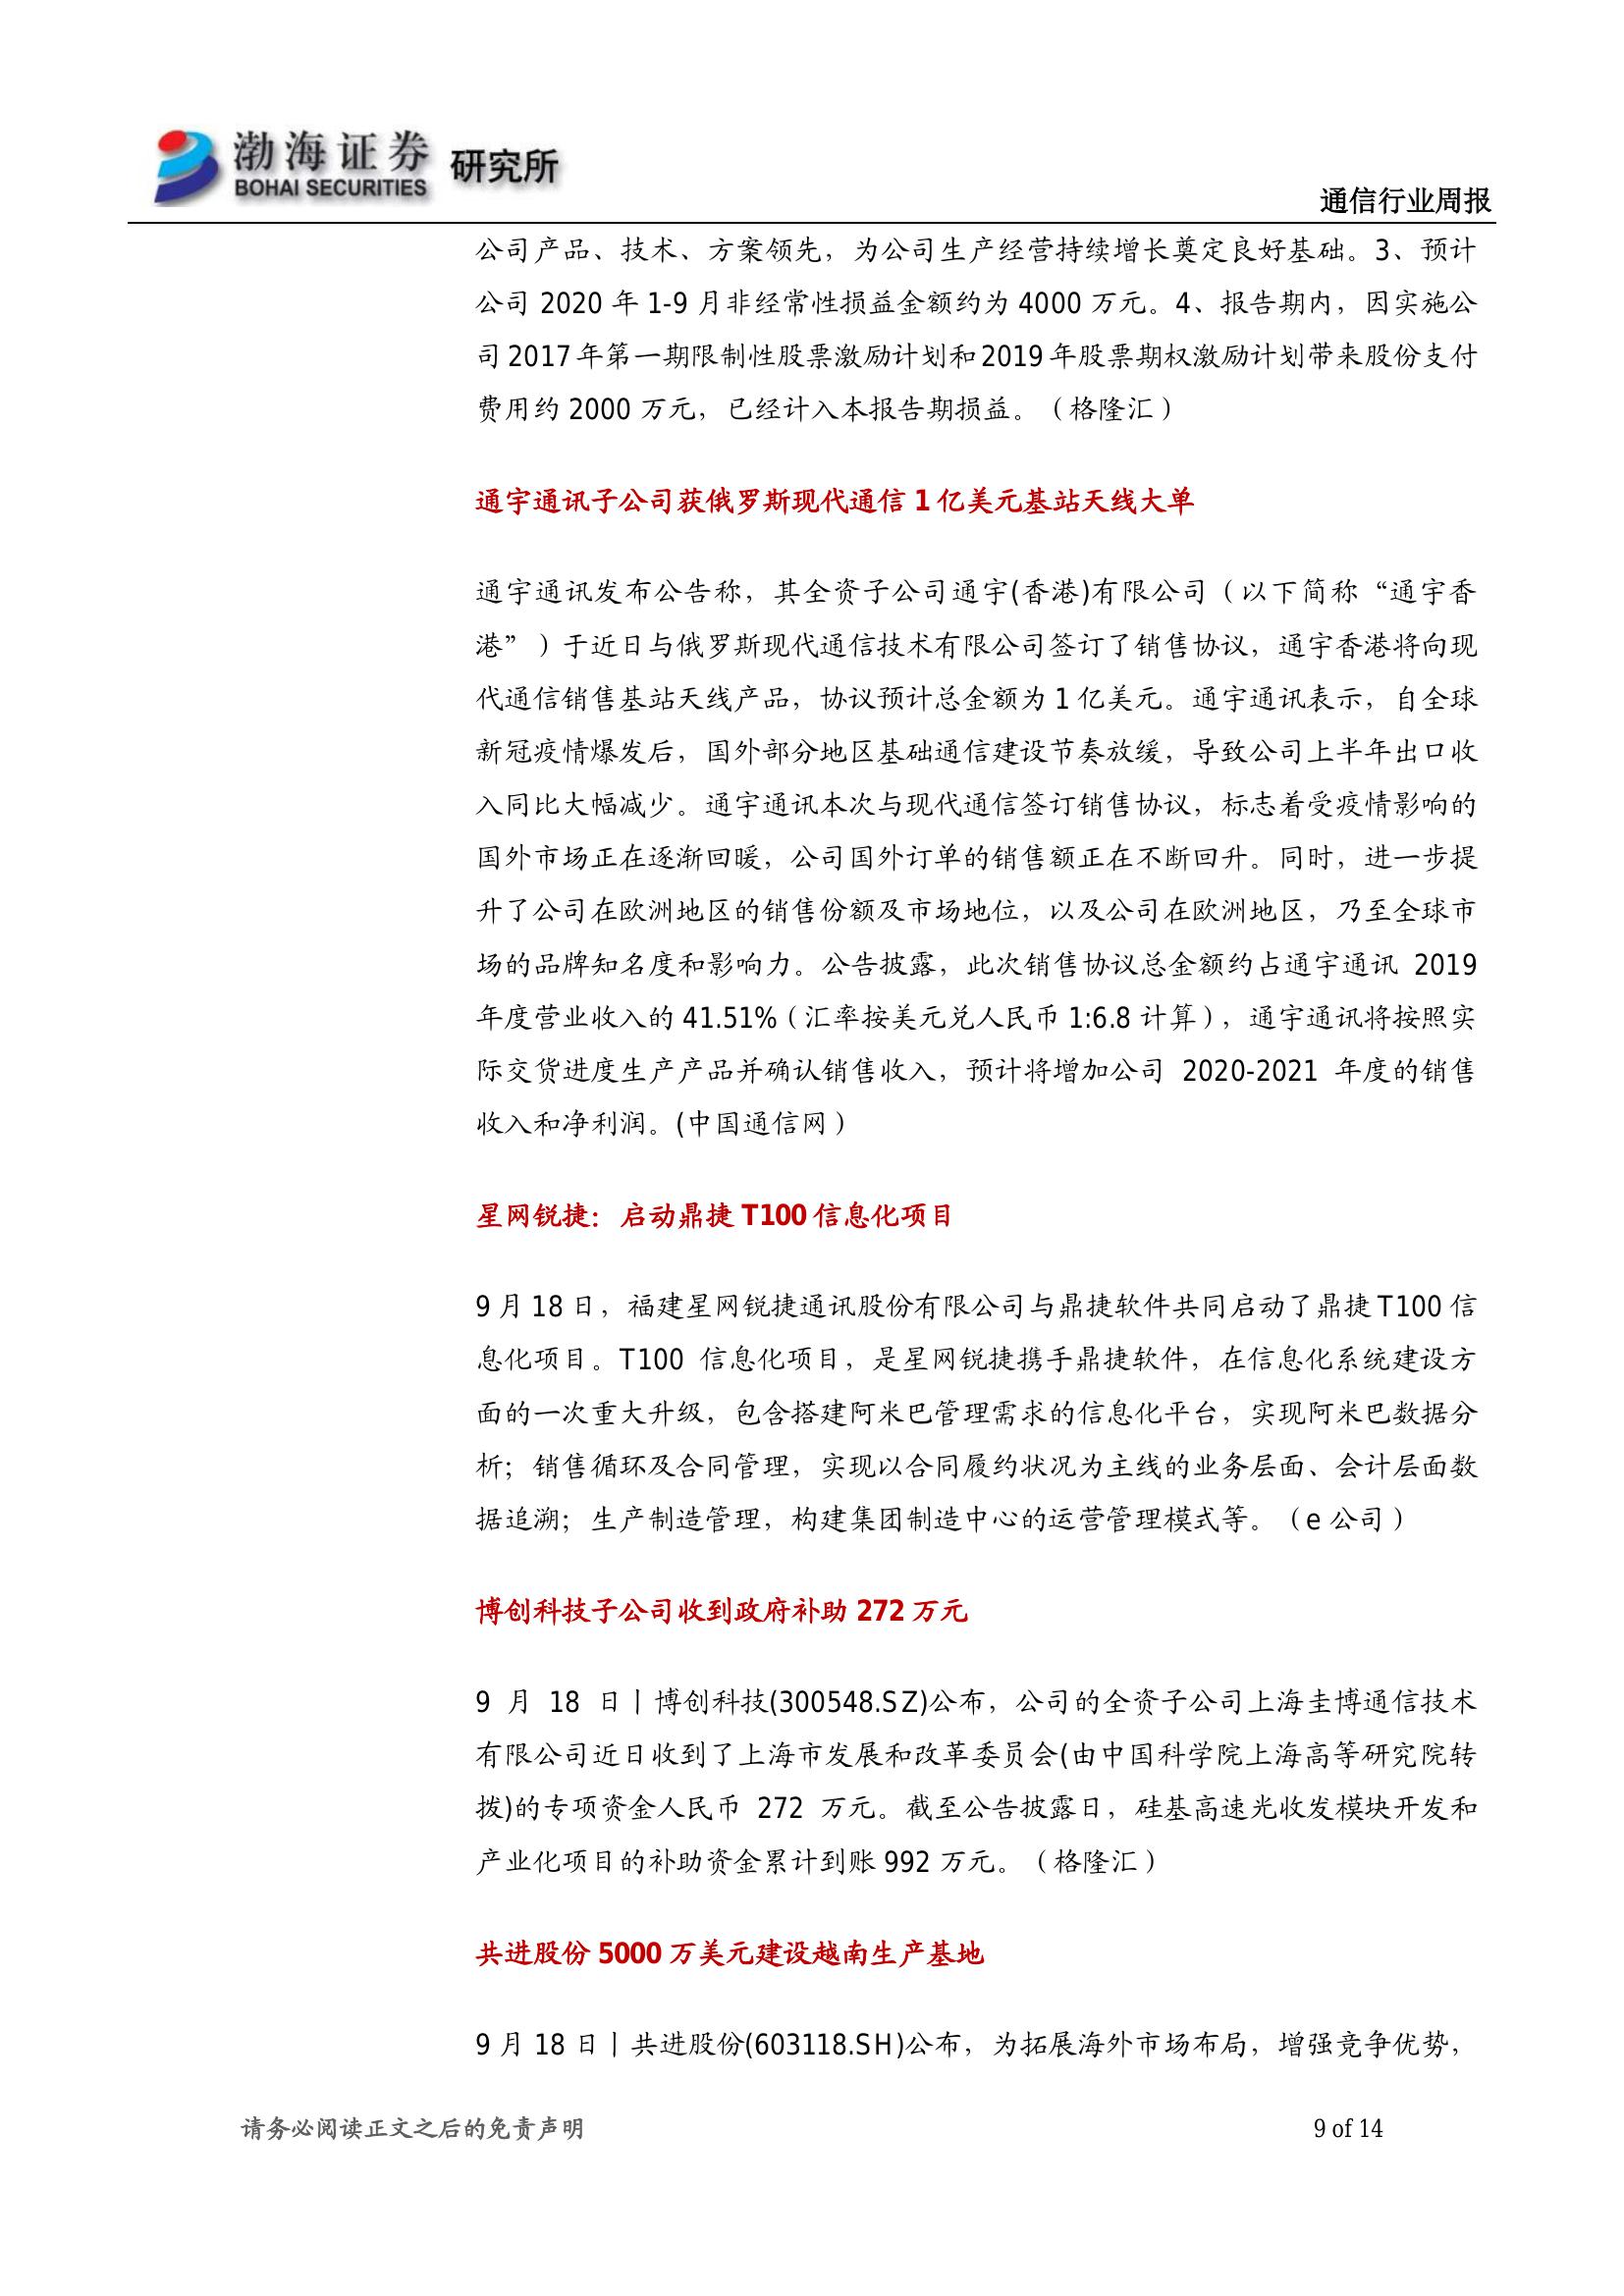 渤海证券 研究所
BOHAI SECURITIES
通信行业周报
公司产品、技术、方案领先，为公司生产经营持续增长奠定良好基础。3、预计
公司 2020 年 1-9 月非经常性损益金额约为 4000 万元。4、报告期内，因实施公
司 2017 年第一期限制性股票激励计划和 2019 年股票期权激励计划带来股份支付
费用约 2000 万元，已经计入本报告期损益。（格隆汇）
通宇通讯子公司获俄罗斯现代通信 1 亿美元基站天线大单
通宇通讯发布公告称，其全资子公司通宇(香港)有限公司（以下简称“通宇香
港”）于近日与俄罗斯现代通信技术有限公司签订了销售协议，通宇香港将向现
代通信销售基站天线产品，协议预计总金额为 1 亿美元。通宇通讯表示，自全球
新冠疫情爆发后，国外部分地区基础通信建设节奏放缓，导致公司上半年出口收
入同比大幅减少。通宇通讯本次与现代通信签订销售协议，标志着受疫情影响的
国外市场正在逐渐回暖，公司国外订单的销售额正在不断回升。同时，进一步提
升了公司在欧洲地区的销售份额及市场地位，以及公司在欧洲地区，乃至全球市
场的品牌知名度和影响力。公告披露，此次销售协议总金额约占通宇通讯 2019
年度营业收入的 41.51%（汇率按美元兑人民币 1:6.8 计算），通宇通讯将按照实
际交货进度生产产品并确认销售收入，预计将增加公司 2020-2021 年度的销售
收入和净利润。(中国通信网）
星网锐捷：启动鼎捷 T100 信息化项目
9 月 18 日，福建星网锐捷通讯股份有限公司与鼎捷软件共同启动了鼎捷 T100 信
息化项目。T100 信息化项目，是星网锐捷携手鼎捷软件，在信息化系统建设方
面的一次重大升级，包含搭建阿米巴管理需求的信息化平台，实现阿米巴数据分
析；销售循环及合同管理，实现以合同履约状况为主线的业务层面、会计层面数
据追溯；生产制造管理，构建集团制造中心的运营管理模式等。（e 公司）
博创科技子公司收到政府补助 272 万元
9 月 18 日丨博创科技(300548.SZ)公布，公司的全资子公司上海圭博通信技术
有限公司近日收到了上海市发展和改革委员会(由中国科学院上海高等研究院转
拨)的专项资金人民币 272 万元。截至公告披露日，硅基高速光收发模块开发和
产业化项目的补助资金累计到账 992 万元。（格隆汇）
共进股份 5000 万美元建设越南生产基地
9 月 18 日丨共进股份(603118.SH)公布，为拓展海外市场布局，增强竞争优势，
请务必阅读正文之后的免责声明
9 of 14